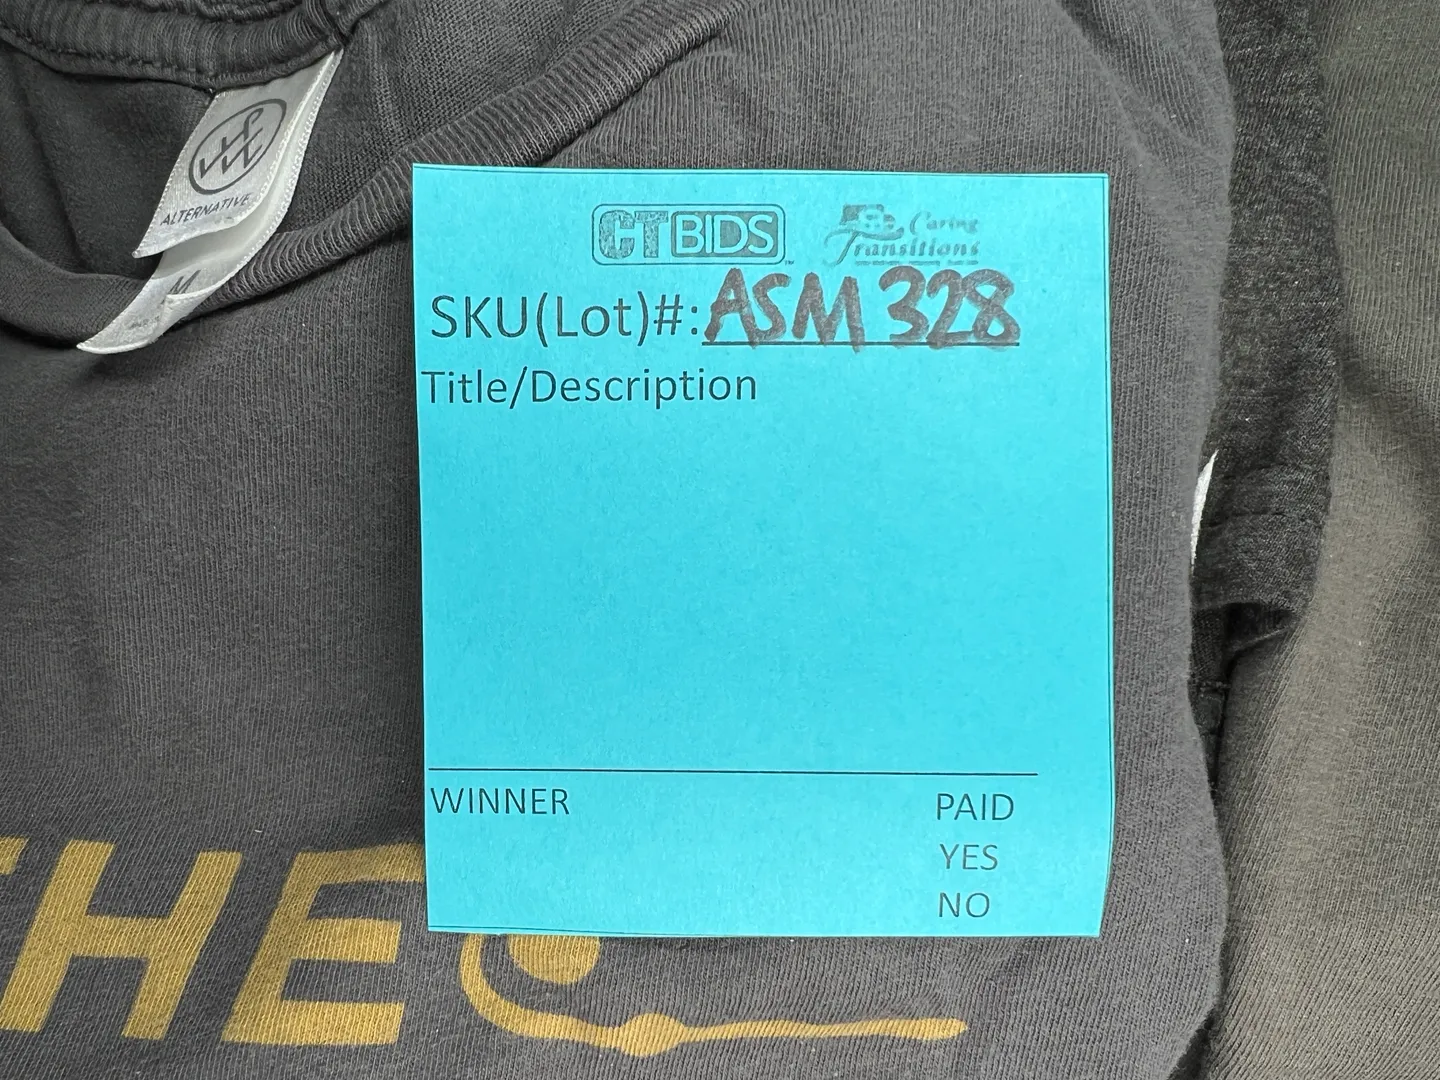 ALTERNATIVE
M
CTBIDS
Caring
Transitions
SKU(Lot)#: ASM 328
Title/Description
WINNER
PAID
YES
NO
THE